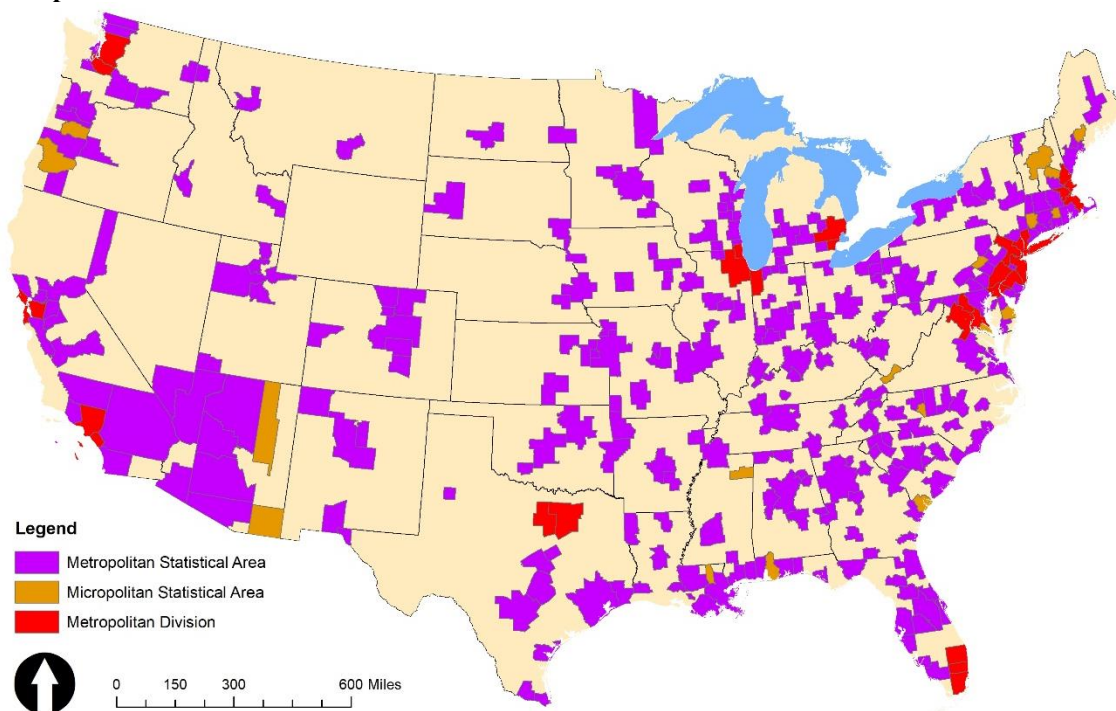 Legend
Metropolitan Statistical Area
Micropolitan Statistical Area
Metropolitan Division
0 150 300 600 Miles